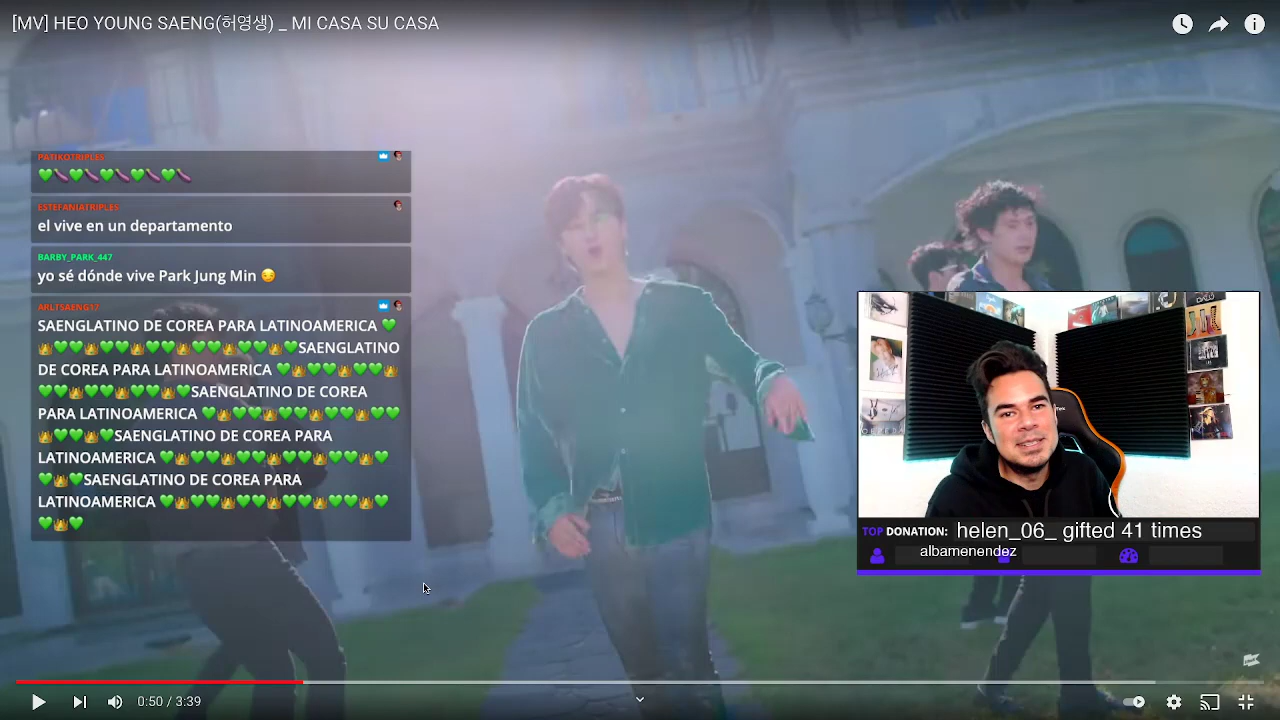 [MV] HEO YOUNG SAENG(허영생) _ MI CASA SU CASA
PATIKOTRIPLES
💚🍆💚🍆💚🍆💚🍆💚🍆
ESTEFANIATRIPLES
el vive en un departamento
BARBY_PARK_447
yo sé dónde vive Park Jung Min 😏
ARLTSAENG17
SAENGLATINO DE COREA PARA LATINOAMERICA 💚
👑💚💚👑💚💚👑💚💚👑💚💚👑💚💚👑💚SAENGLATINO
DE COREA PARA LATINOAMERICA 💚👑💚💚👑💚💚👑
💚💚👑💚💚👑💚💚👑💚SAENGLATINO DE COREA
PARA LATINOAMERICA 💚👑💚💚👑💚💚👑💚💚👑💚💚
👑💚💚👑💚SAENGLATINO DE COREA PARA
LATINOAMERICA 💚👑💚💚👑💚💚👑💚💚👑💚💚👑💚
💚👑💚SAENGLATINO DE COREA PARA
LATINOAMERICA 💚👑💚💚👑💚💚👑💚💚👑💚💚👑💚
💚👑💚
TOP DONATION: helen_06_ gifted 41 times
albamenendez
0:50 / 3:39